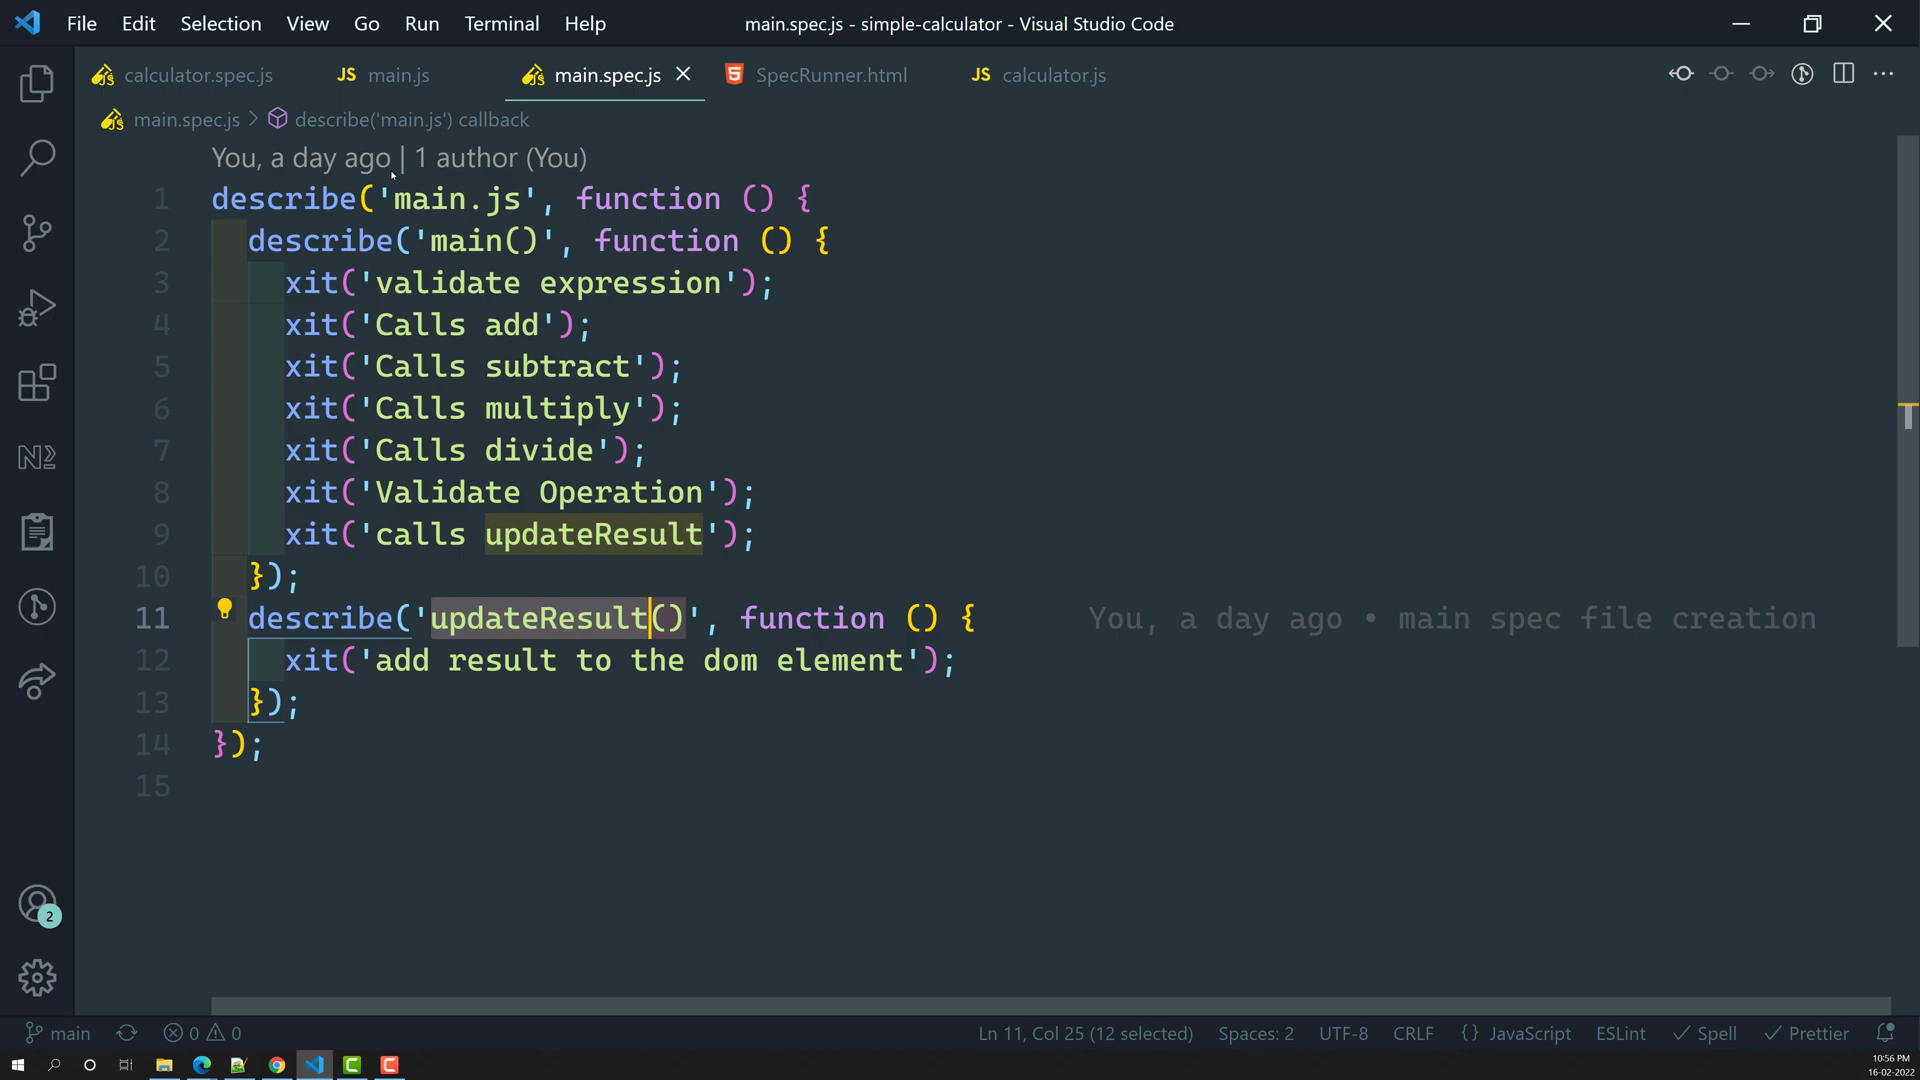 File Edit Selection View Go Run Terminal Help main.spec.js - simple-calculator - Visual Studio Code
calculator.spec.js JS main.js main.spec.js SpecRunner.html JS calculator.js
main.spec.js > describe('main.js') callback
You, a day ago | 1 author (You)
1 describe('main.js', function () {
2 describe('main()', function () {
3 xit('validate expression');
4 xit('Calls add');
5 xit('Calls subtract');
6 xit('Calls multiply');
7 xit('Calls divide');
8 xit('Validate Operation');
9 xit('calls updateResult');
10 });
11 describe('updateResult()', function () { You, a day ago • main spec file creation
12 xit('add result to the dom element');
13 });
14 });
15
2
main 0 0 Ln 11, Col 25 (12 selected) Spaces: 2 UTF-8 CRLF {} JavaScript ESLint Spell Prettier
10:56 PM
16-02-2022